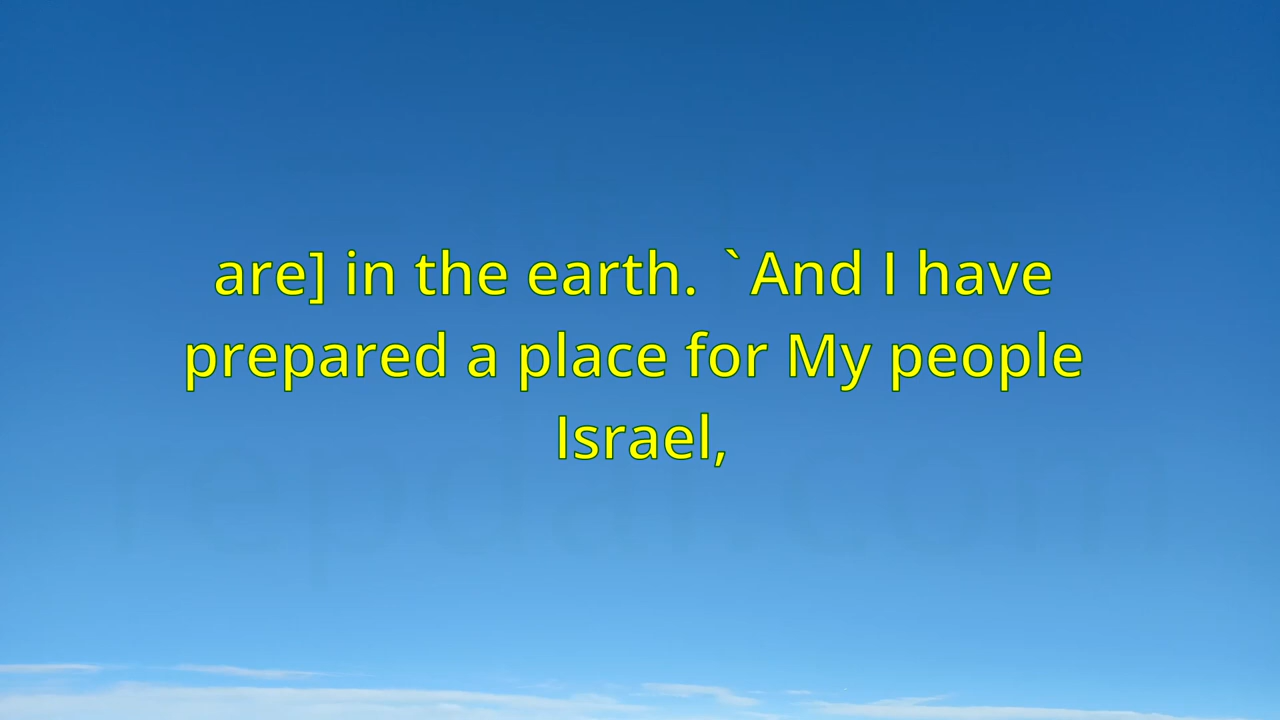 are] in the earth. `And I have
prepared a place for My people
Israel,